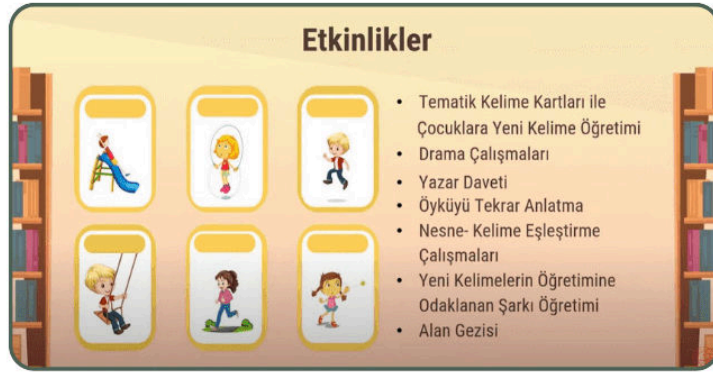 Etkinlikler
• Tematik Kelime Kartları ile
Çocuklara Yeni Kelime Öğretimi
• Drama Çalışmaları
• Yazar Daveti
• Öyküyü Tekrar Anlatma
• Nesne- Kelime Eşleştirme
Çalışmaları
• Yeni Kelimelerin Öğretimine
Odaklanan Şarkı Öğretimi
• Alan Gezisi